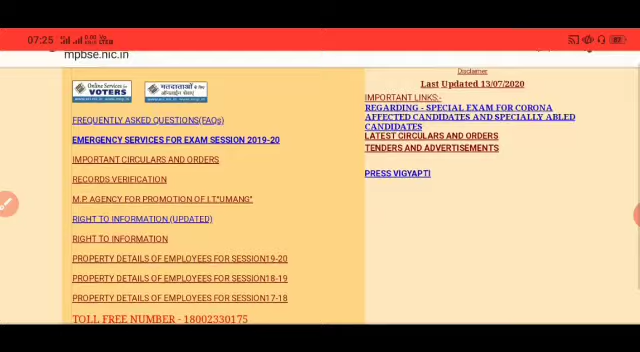 07:25
mpbse.nic.in
Online Services for
VOTERS
मतदाताओं के लिए
ऑनलाईन सेवाएं
FREQUENTLY ASKED QUESTIONS(FAQs)
EMERGENCY SERVICES FOR EXAM SESSION 2019-20
IMPORTANT CIRCULARS AND ORDERS
RECORDS VERIFICATION
M.P. AGENCY FOR PROMOTION OF I.T."UMANG"
RIGHT TO INFORMATION (UPDATED)
RIGHT TO INFORMATION
PROPERTY DETAILS OF EMPLOYEES FOR SESSION19-20
PROPERTY DETAILS OF EMPLOYEES FOR SESSION18-19
PROPERTY DETAILS OF EMPLOYEES FOR SESSION17-18
TOLL FREE NUMBER - 18002330175
Disclaimer
Last Updated 13/07/2020
IMPORTANT LINKS:-
REGARDING - SPECIAL EXAM FOR CORONA
AFFECTED CANDIDATES AND SPECIALLY ABLED
CANDIDATES
LATEST CIRCULARS AND ORDERS
TENDERS AND ADVERTISEMENTS
PRESS VIGYAPTI